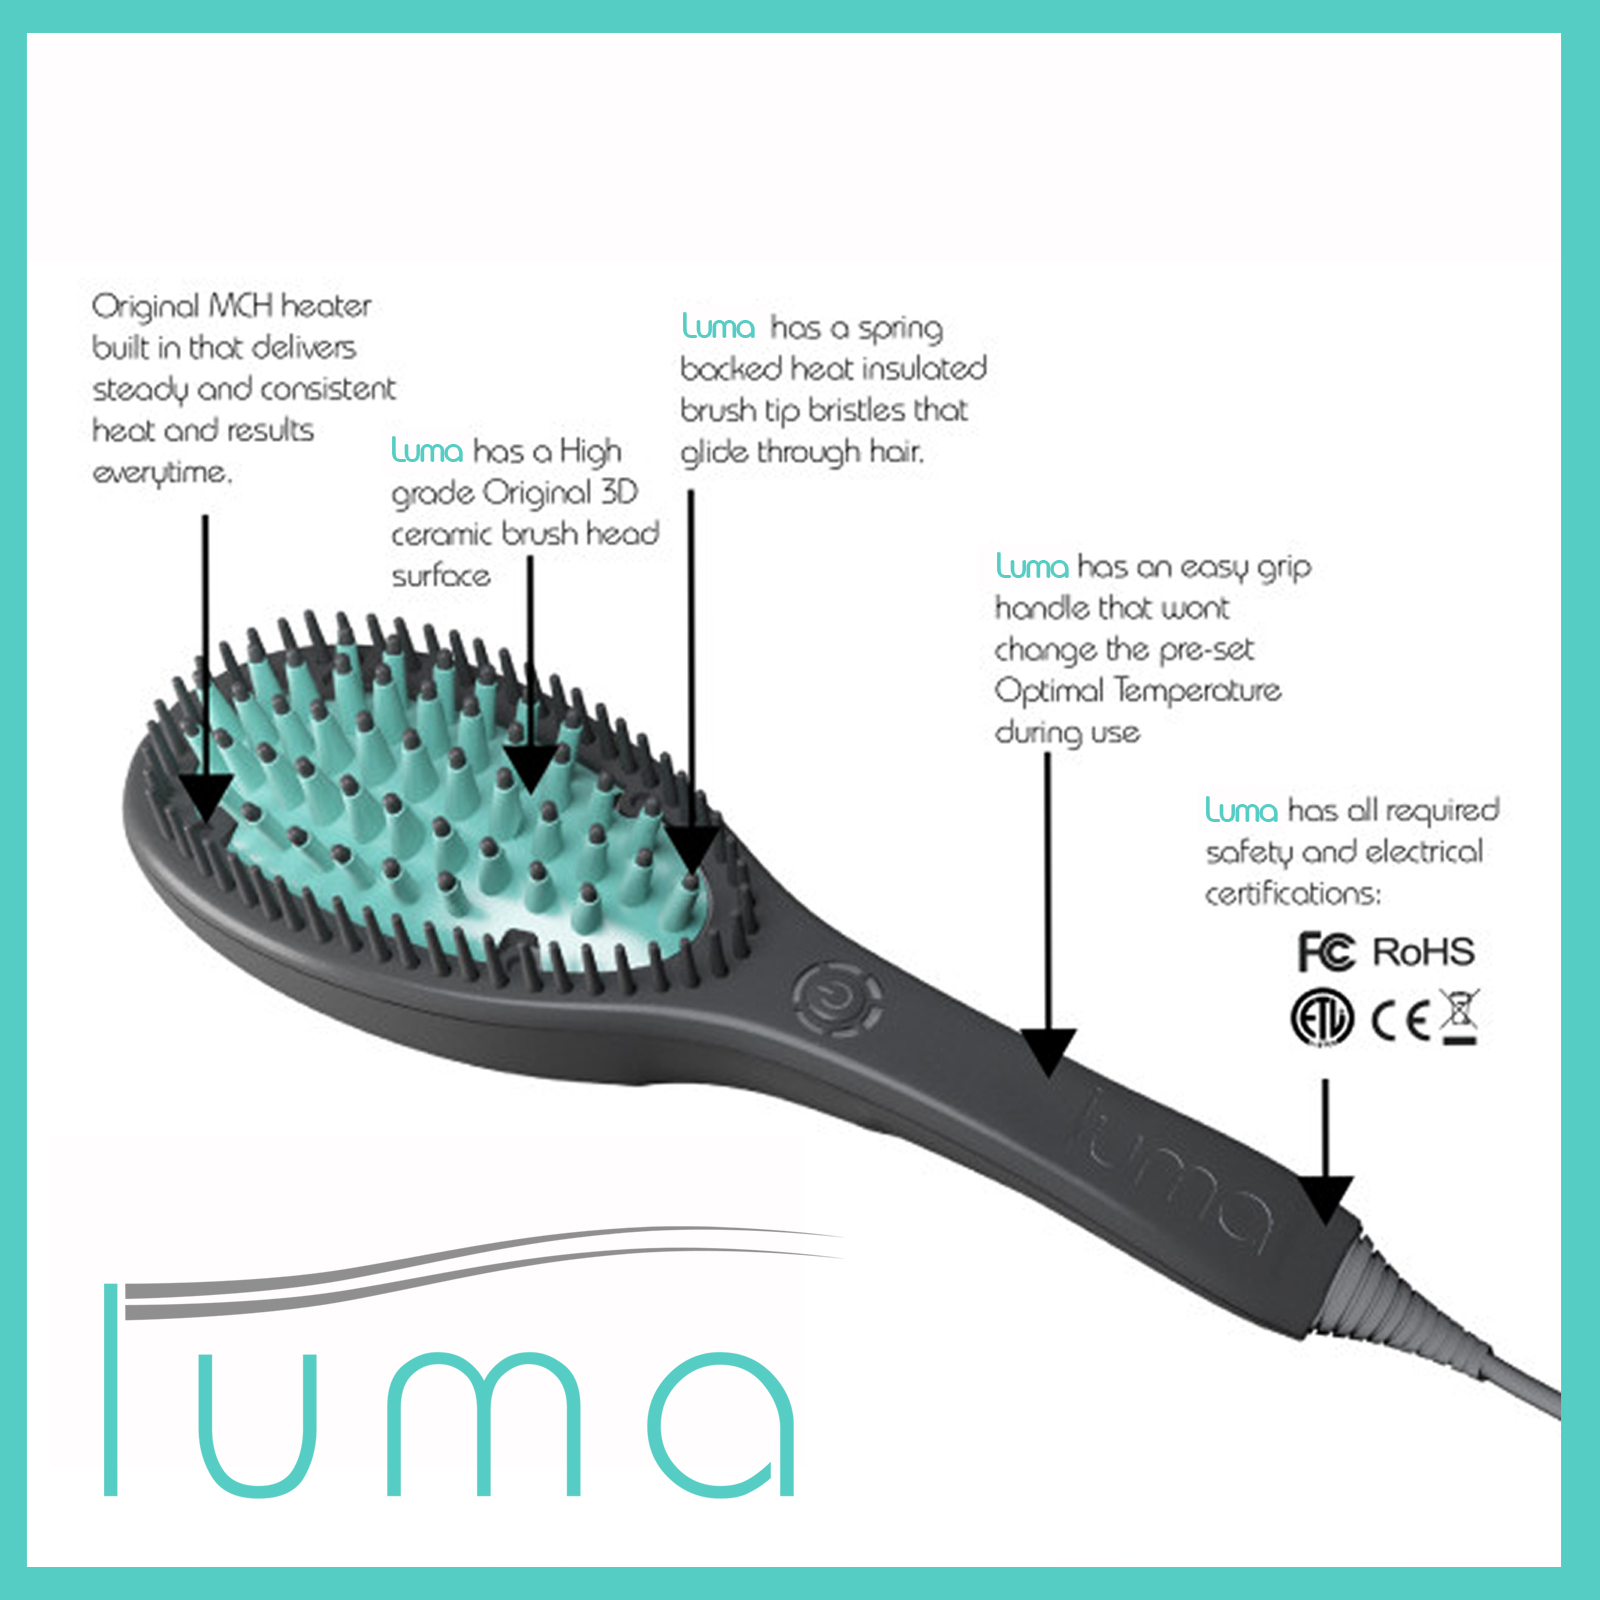 Original MCH heater
built in that delivers
steady and consistent
heat and results
everytime.
Luma has a High
grade Original 3D
ceramic brush head
surface
Luma has a spring
backed heat insulated
brush tip bristles that
glide through hair.
Luma has an easy grip
handle that wont
change the pre-set
Optimal Temperature
during use
Luma has all required
safety and electrical
certifications:
FC RoHS
ETL CE
luma
luma